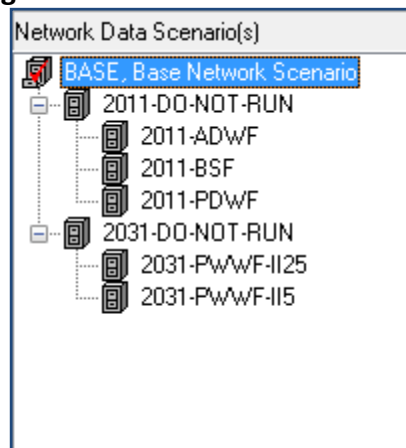 Network Data Scenario(s)
BASE, Base Network Scenario
2011-DO-NOT-RUN
2011-ADWF
2011-BSF
2011-PDWF
2031-DO-NOT-RUN
2031-PWWF-II25
2031-PWWF-II5